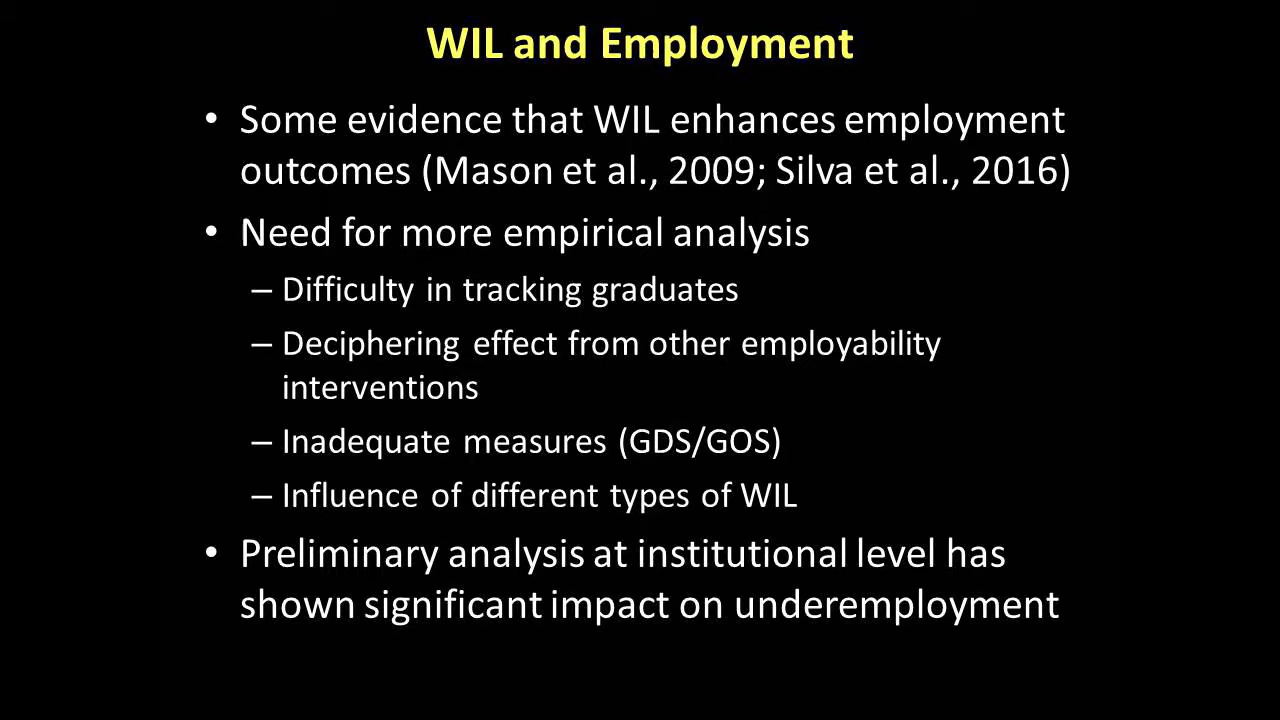 WIL and Employment
• Some evidence that WIL enhances employment
outcomes (Mason et al., 2009; Silva et al., 2016)
• Need for more empirical analysis
– Difficulty in tracking graduates
– Deciphering effect from other employability
interventions
– Inadequate measures (GDS/GOS)
– Influence of different types of WIL
• Preliminary analysis at institutional level has
shown significant impact on underemployment